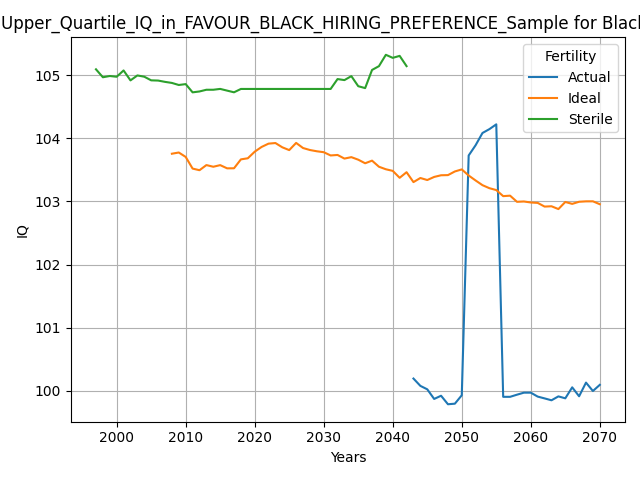 Upper_Quartile_IQ_in_FAVOUR_BLACK_HIRING_PREFERENCE_Sample for Black
Fertility
Actual
Ideal
Sterile
105
104
103
102
101
100
IQ
2000 2010 2020 2030 2040 2050 2060 2070
Years